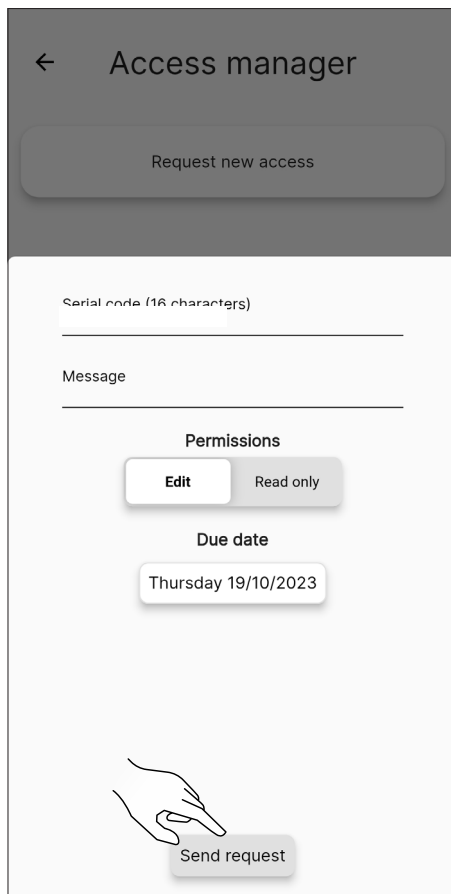 Access manager
Request new access
Serial code (16 characters)
Message
Permissions
Edit Read only
Due date
Thursday 19/10/2023
Send request